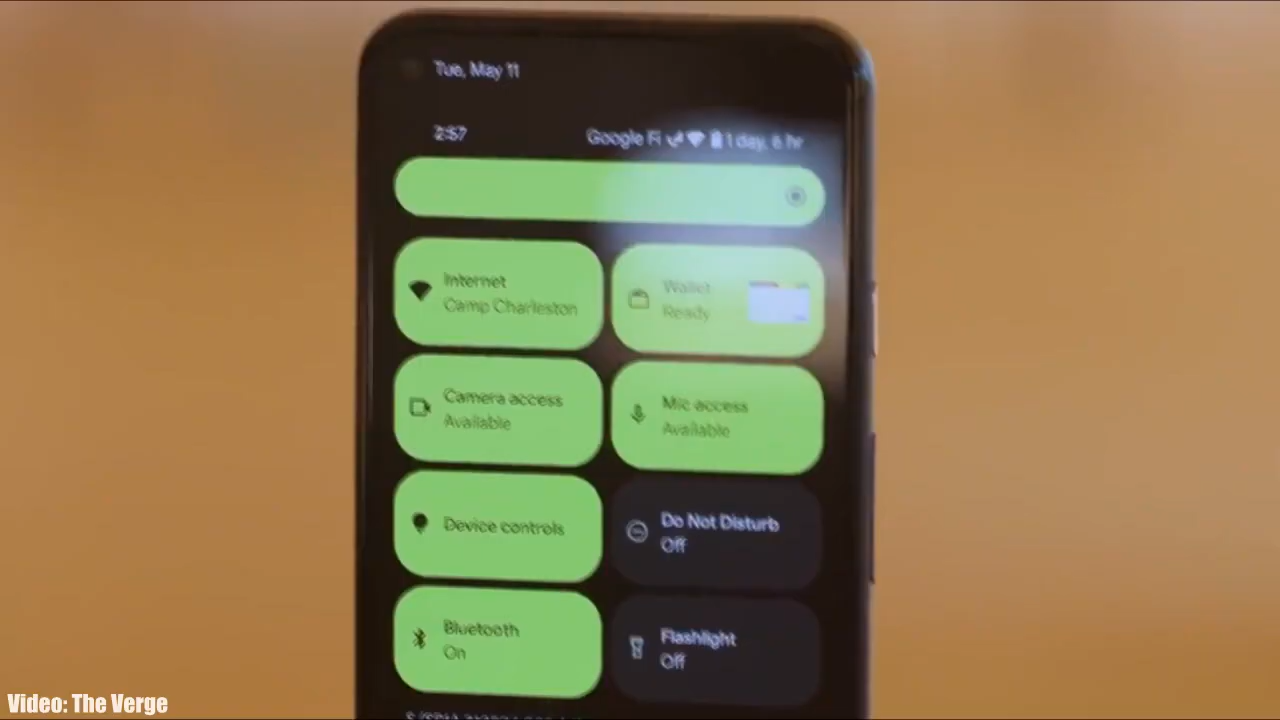 Tue, May 11
2:57
Google Fi 1 day, 6 hr
Internet
Camp Charleston
Wallet
Ready
Camera access
Available
Mic access
Available
Device controls
Do Not Disturb
Off
Bluetooth
On
Flashlight
Off
Video: The Verge